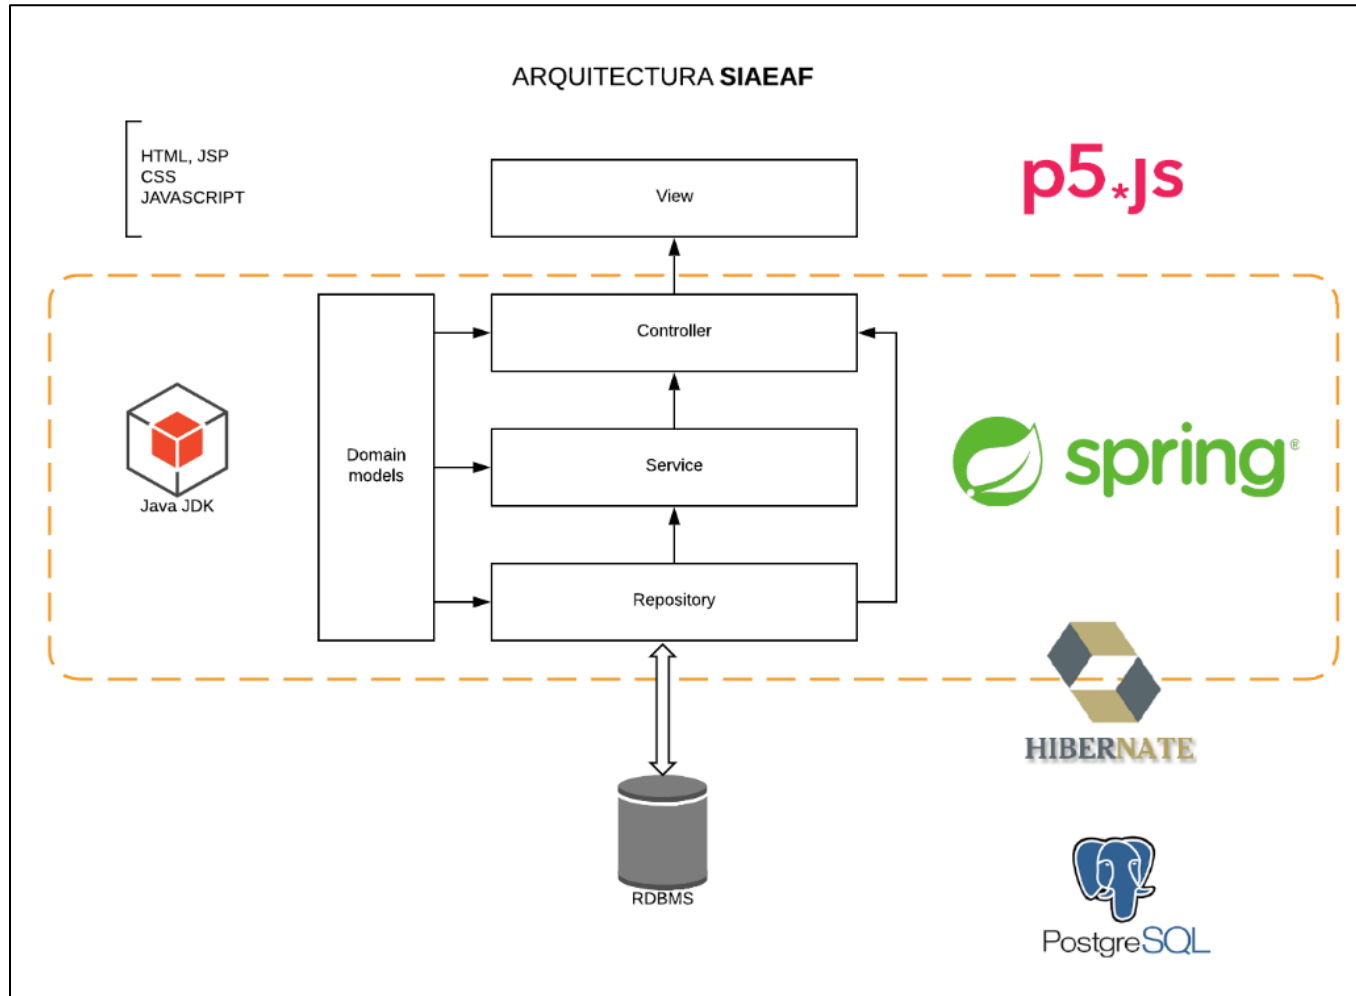 ARQUITECTURA SIAEAF
HTML, JSP
CSS
JAVASCRIPT
View
p5*js
Controller
Domain
models
Service
Java JDK
spring®
Repository
HIBERNATE
RDBMS
PostgreSQL